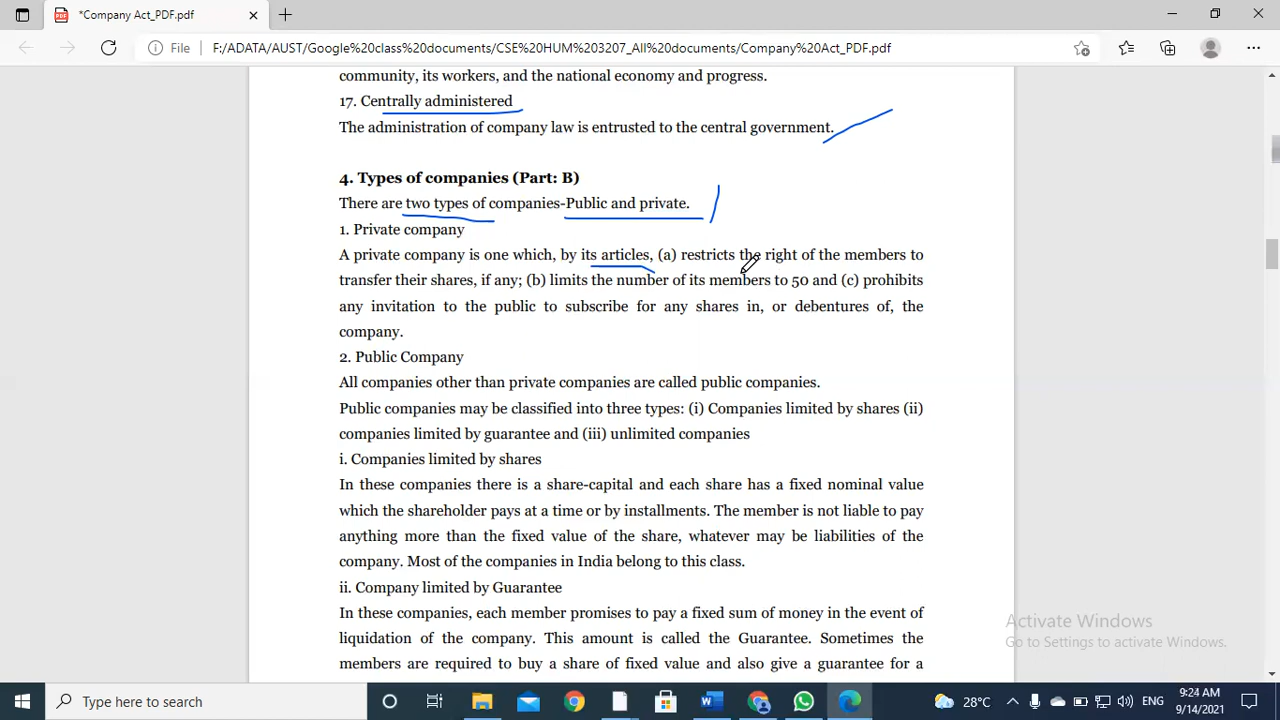 *Company Act_PDF.pdf
File F:/ADATA/AUST/Google%20class%20documents/CSE%20HUM%203207_All%20documents/Company%20Act_PDF.pdf
community, its workers, and the national economy and progress.
17. Centrally administered
The administration of company law is entrusted to the central government.
4. Types of companies (Part: B)
There are two types of companies-Public and private.
1. Private company
A private company is one which, by its articles, (a) restricts the right of the members to
transfer their shares, if any; (b) limits the number of its members to 50 and (c) prohibits
any invitation to the public to subscribe for any shares in, or debentures of, the
company.
2. Public Company
All companies other than private companies are called public companies.
Public companies may be classified into three types: (i) Companies limited by shares (ii)
companies limited by guarantee and (iii) unlimited companies
i. Companies limited by shares
In these companies there is a share-capital and each share has a fixed nominal value
which the shareholder pays at a time or by installments. The member is not liable to pay
anything more than the fixed value of the share, whatever may be liabilities of the
company. Most of the companies in India belong to this class.
ii. Company limited by Guarantee
In these companies, each member promises to pay a fixed sum of money in the event of
liquidation of the company. This amount is called the Guarantee. Sometimes the
members are required to buy a share of fixed value and also give a guarantee for a
Activate Windows
Go to Settings to activate Windows.
Type here to search
28°C
ENG
9:24 AM
9/14/2021